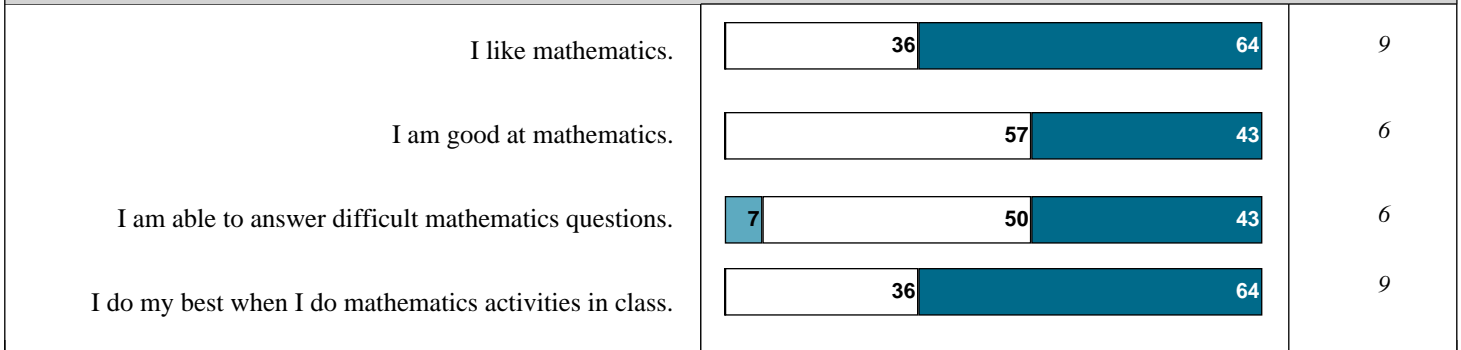 I like mathematics. 36 64 9
I am good at mathematics. 57 43 6
I am able to answer difficult mathematics questions. 7 50 43 6
I do my best when I do mathematics activities in class. 36 64 9